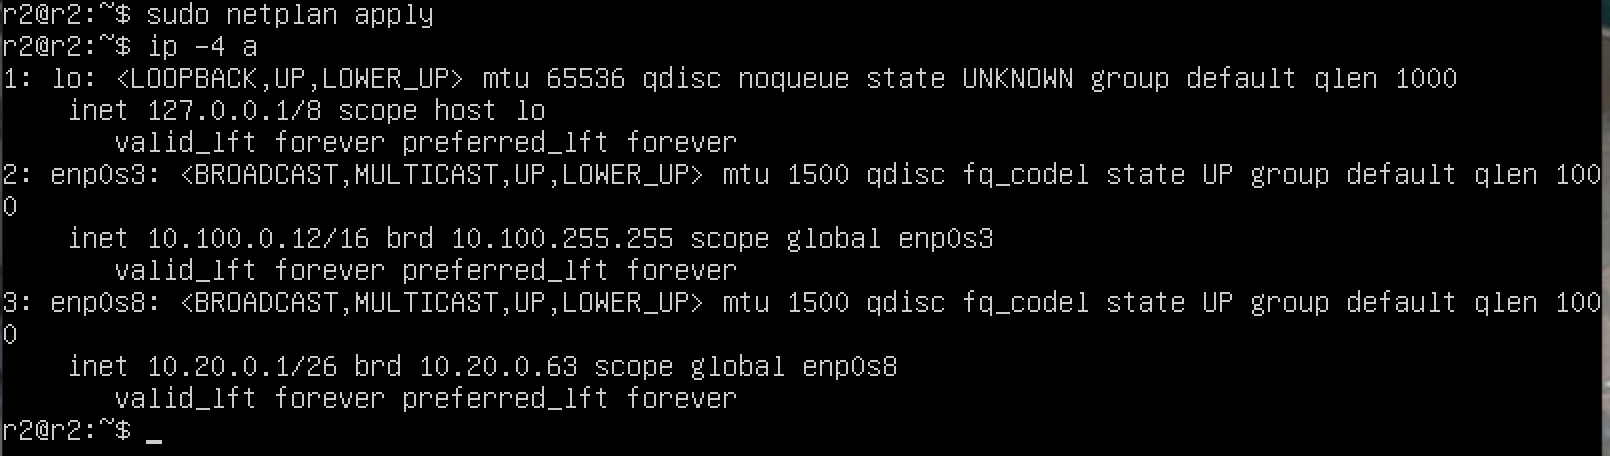 r2@r2:~$ sudo netplan apply
r2@r2:~$ ip -4 a
1: lo: <LOOPBACK,UP,LOWER_UP> mtu 65536 qdisc noqueue state UNKNOWN group default qlen 1000
    inet 127.0.0.1/8 scope host lo
       valid_lft forever preferred_lft forever
2: enp0s3: <BROADCAST,MULTICAST,UP,LOWER_UP> mtu 1500 qdisc fq_codel state UP group default qlen 100
0
    inet 10.100.0.12/16 brd 10.100.255.255 scope global enp0s3
       valid_lft forever preferred_lft forever
3: enp0s8: <BROADCAST,MULTICAST,UP,LOWER_UP> mtu 1500 qdisc fq_codel state UP group default qlen 100
0
    inet 10.20.0.1/26 brd 10.20.0.63 scope global enp0s8
       valid_lft forever preferred_lft forever
r2@r2:~$ _